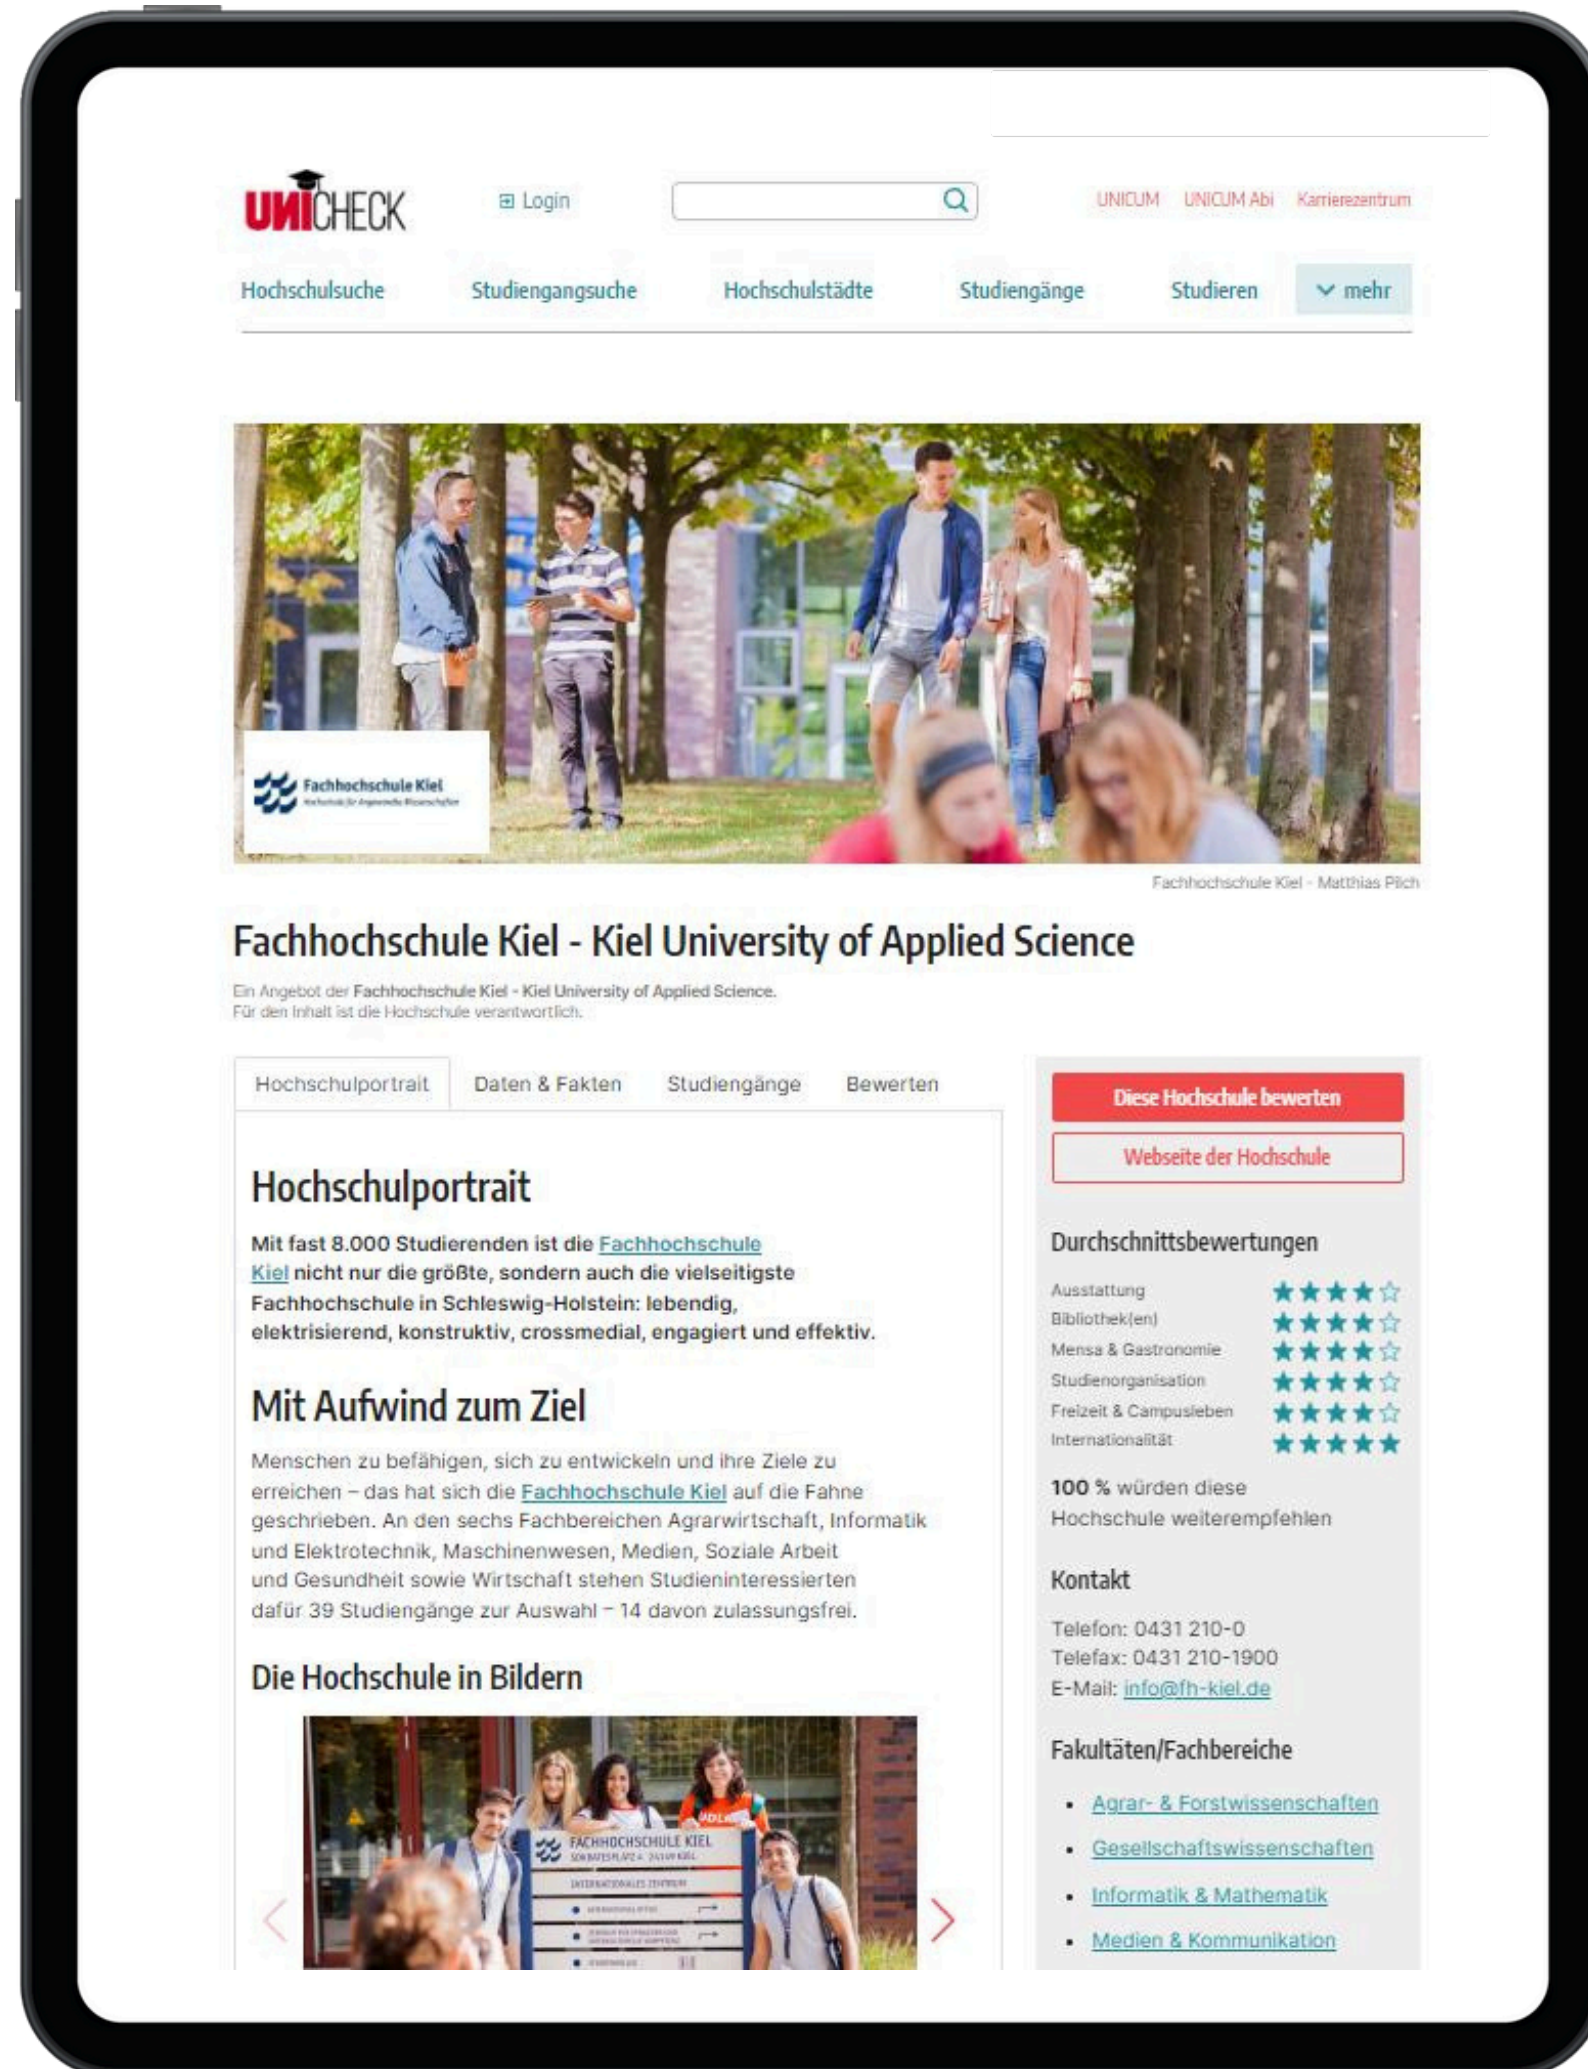 UNICHECK
Login
UNICUM UNICUM Abi Karrierezentrum
Hochschulsuche Studiengangsuche Hochschulstädte Studiengänge Studieren mehr
Fachhochschule Kiel
Hochschule für Angewandte Wissenschaften
Fachhochschule Kiel - Matthias Pilch
Fachhochschule Kiel - Kiel University of Applied Science
Ein Angebot der Fachhochschule Kiel - Kiel University of Applied Science.
Für den Inhalt ist die Hochschule verantwortlich.
Hochschulportrait Daten & Fakten Studiengänge Bewerten
Hochschulportrait
Mit fast 8.000 Studierenden ist die Fachhochschule
Kiel nicht nur die größte, sondern auch die vielseitigste
Fachhochschule in Schleswig-Holstein: lebendig,
elektrisierend, konstruktiv, crossmedial, engagiert und effektiv.
Mit Aufwind zum Ziel
Menschen zu befähigen, sich zu entwickeln und ihre Ziele zu
erreichen – das hat sich die Fachhochschule Kiel auf die Fahne
geschrieben. An den sechs Fachbereichen Agrarwirtschaft, Informatik
und Elektrotechnik, Maschinenwesen, Medien, Soziale Arbeit
und Gesundheit sowie Wirtschaft stehen Studieninteressierten
dafür 39 Studiengänge zur Auswahl – 14 davon zulassungsfrei.
Die Hochschule in Bildern
FACHHOCHSCHULE KIEL
SOKRATESPLATZ 4 24149 KIEL
INTERNATIONALES ZENTRUM
Diese Hochschule bewerten
Webseite der Hochschule
Durchschnittsbewertungen
Ausstattung
Bibliothek(en)
Mensa & Gastronomie
Studienorganisation
Freizeit & Campusleben
Internationalität
100 % würden diese
Hochschule weiterempfehlen
Kontakt
Telefon: 0431 210-0
Telefax: 0431 210-1900
E-Mail: info@fh-kiel.de
Fakultäten/Fachbereiche
Agrar- & Forstwissenschaften
Gesellschaftswissenschaften
Informatik & Mathematik
Medien & Kommunikation